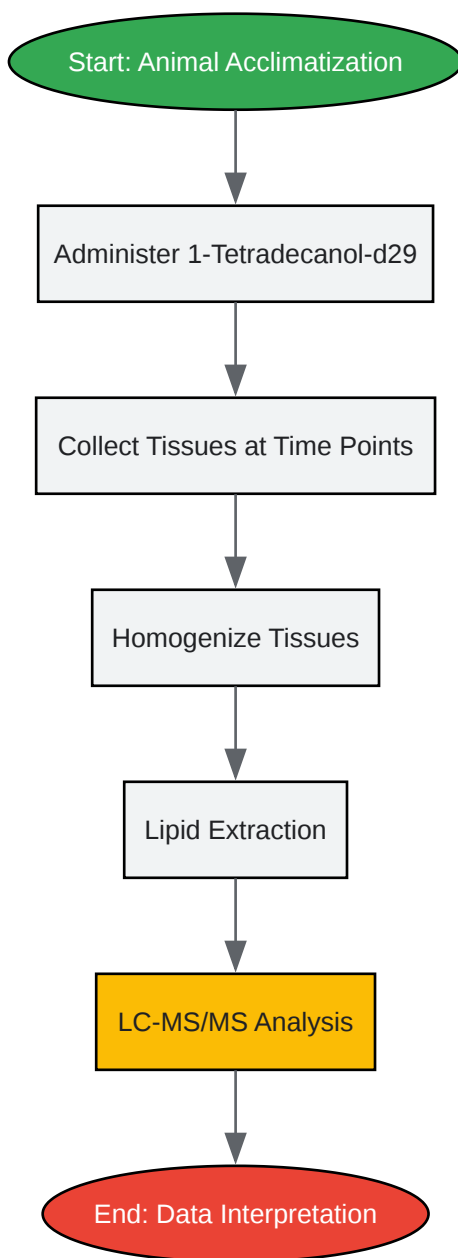 Start: Animal Acclimatization
Administer 1-Tetradecanol-d29
Collect Tissues at Time Points
Homogenize Tissues
Lipid Extraction
LC-MS/MS Analysis
End: Data Interpretation